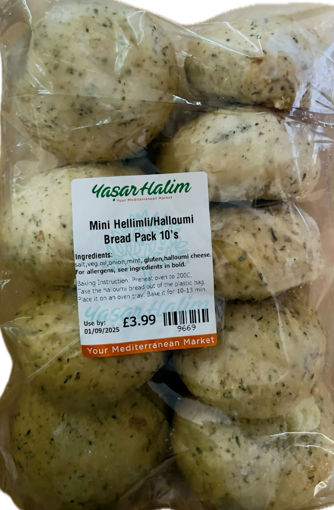 Yaşar Halim
Your Mediterranean Market
Mini Hellimli/Halloumi
Bread Pack 10's
Ingredients:
salt,veg.oil,onion,mint, gluten,halloumi cheese.
For allergens, see ingredients in bold.
Baking Instruction: Preheat oven to 200C.
Take the halloumi bread out of the plastic bag.
Place it on an oven tray. Bake it for 10-13 min.
Use by:
01/09/2025
£3.99
9669
Your Mediterranean Market